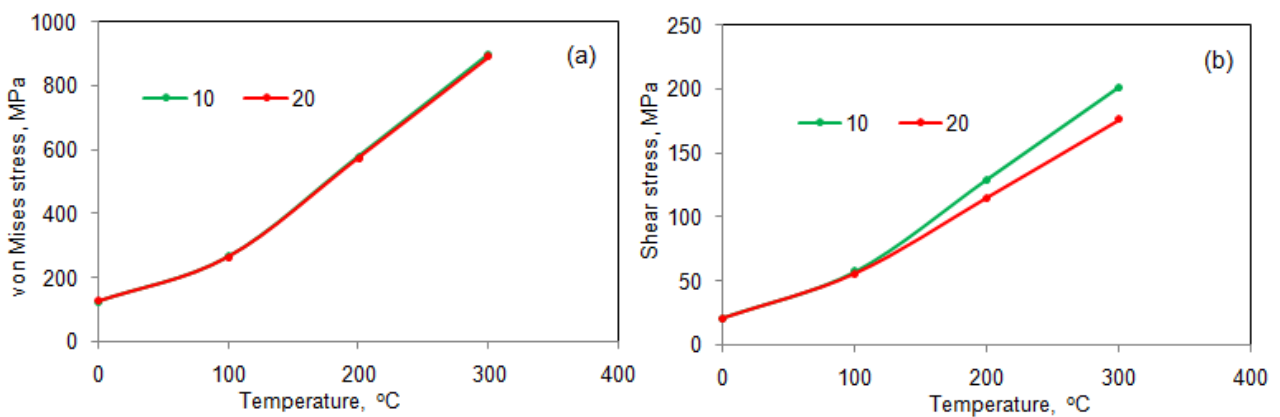 von Mises stress, MPa
1000
800
600
400
200
0
0 100 200 300 400
Temperature, °C
10 20
(a)
Shear stress, MPa
250
200
150
100
50
0
0 100 200 300 400
Temperature, °C
10 20
(b)